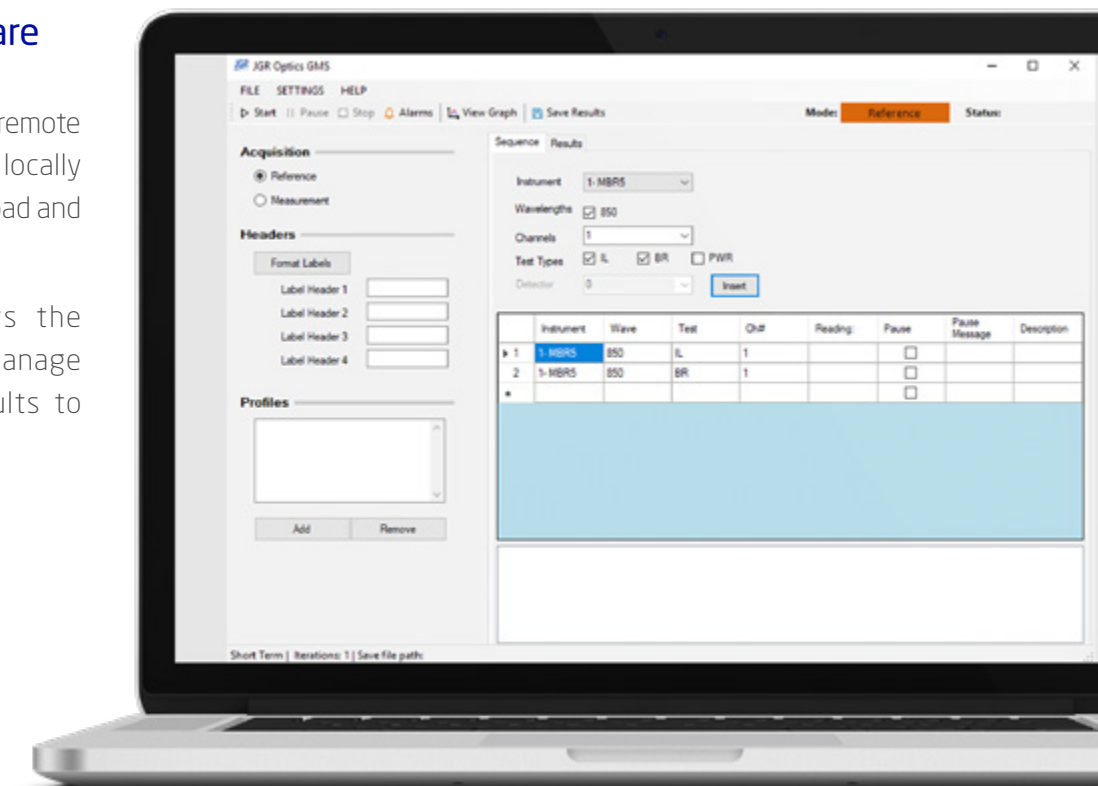 are
remote
locally
oad and
s the
anage
ults to
JGR Optics GMS
FILE SETTINGS HELP
Start Pause Stop Alarms View Graph Save Results Mode: Reference Status:
Acquisition
Reference
Measurement
Headers
Format Labels
Label Header 1
Label Header 2
Label Header 3
Label Header 4
Profiles
Add Remove
Sequence Results
Instrument 1- MBR5
Wavelengths 850
Channels 1
Test Types IL BR PWR
Detector 0 Insert
Instrument Wave Test Ch# Reading Pause Pause Message Description
1 1- MBR5 850 IL 1
2 1- MBR5 850 BR 1
Short Term | Iterations: 1 | Save file path: